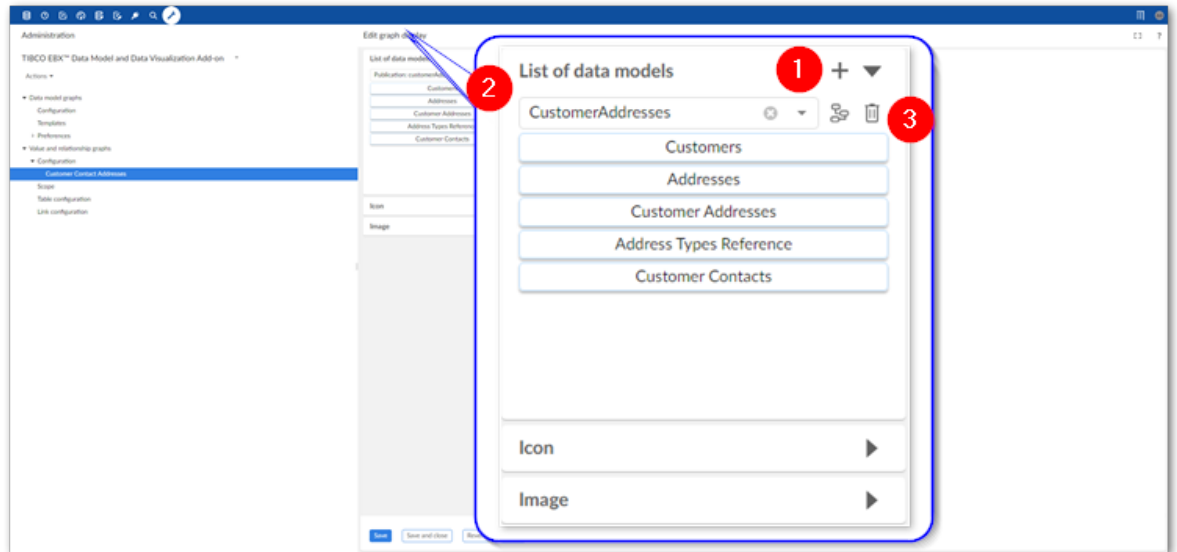 Administration
Edit graph display
TIBCO EBX™ Data Model and Data Visualization Add-on
Actions
Data model graphs
Configuration
Templates
Preferences
Value and relationship graphs
Configuration
Customer Contact Addresses
Scope
Table configuration
Link configuration
List of data models
Publication: customerAd
Customers
Addresses
Customer Addresses
Address Types Reference
Customer Contacts
Icon
Image
Save
Save and close
1
2
3
List of data models
CustomerAddresses
Customers
Addresses
Customer Addresses
Address Types Reference
Customer Contacts
Icon
Image
?